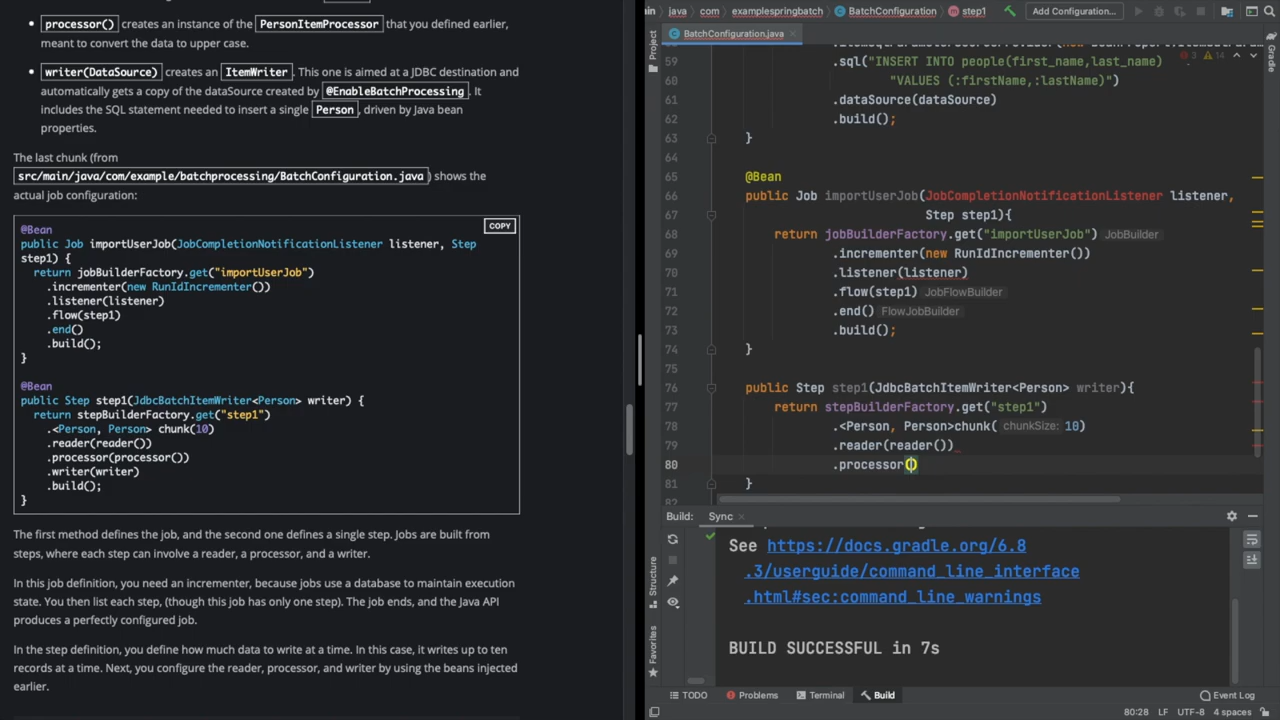 processor() creates an instance of the PersonItemProcessor that you defined earlier,
meant to convert the data to upper case.
writer(DataSource) creates an ItemWriter. This one is aimed at a JDBC destination and
automatically gets a copy of the dataSource created by @EnableBatchProcessing. It
includes the SQL statement needed to insert a single Person, driven by Java bean
properties.
The last chunk (from
src/main/java/com/example/batchprocessing/BatchConfiguration.java) shows the
actual job configuration:
COPY
@Bean
public Job importUserJob(JobCompletionNotificationListener listener, Step
step1) {
return jobBuilderFactory.get("importUserJob")
.incrementer(new RunIdIncrementer())
.listener(listener)
.flow(step1)
.end()
.build();
}
@Bean
public Step step1(JdbcBatchItemWriter<Person> writer) {
return stepBuilderFactory.get("step1")
.<Person, Person> chunk(10)
.reader(reader())
.processor(processor())
.writer(writer)
.build();
}
The first method defines the job, and the second one defines a single step. Jobs are built from
steps, where each step can involve a reader, a processor, and a writer.
In this job definition, you need an incrementer, because jobs use a database to maintain execution
state. You then list each step, (though this job has only one step). The job ends, and the Java API
produces a perfectly configured job.
In the step definition, you define how much data to write at a time. In this case, it writes up to ten
records at a time. Next, you configure the reader, processor, and writer by using the beans injected
earlier.
in java com examplespringbatch BatchConfiguration step1 Add Configuration...
Project
BatchConfiguration.java
Gradle
3 14
59 .sql("INSERT INTO people(first_name,last_name)
60 "VALUES (:firstName,:lastName)")
61 .dataSource(dataSource)
62 .build();
63 }
64
65 @Bean
66 public Job importUserJob(JobCompletionNotificationListener listener,
67 Step step1){
68 return jobBuilderFactory.get("importUserJob") JobBuilder
69 .incrementer(new RunIdIncrementer())
70 .listener(listener)
71 .flow(step1) JobFlowBuilder
72 .end() FlowJobBuilder
73 .build();
74 }
75
76 public Step step1(JdbcBatchItemWriter<Person> writer){
77 return stepBuilderFactory.get("step1")
78 .<Person, Person>chunk( chunkSize: 10)
79 .reader(reader())
80 .processor()
81 }
82
Build: Sync
Structure
Favorites
See https://docs.gradle.org/6.8
.3/userguide/command_line_interface
.html#sec:command_line_warnings
BUILD SUCCESSFUL in 7s
TODO Problems Terminal Build Event Log
80:28 LF UTF-8 4 spaces